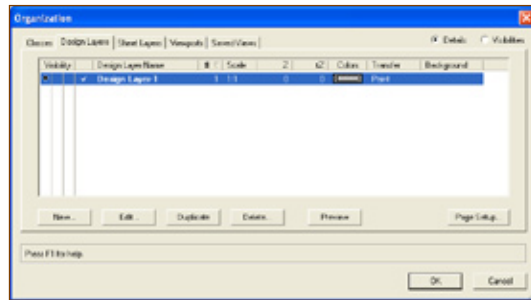 Organization
Classes Design Layers Sheet Layers Viewports Saved Views Details Visibilities
Visibility Design Layer Name # Scale Z Colors Transfer Background
Design Layer-1 1 1:1 0 0 Paint
New... Edit... Duplicate Delete... Preview Page Setup...
Press F1 for help.
OK Cancel